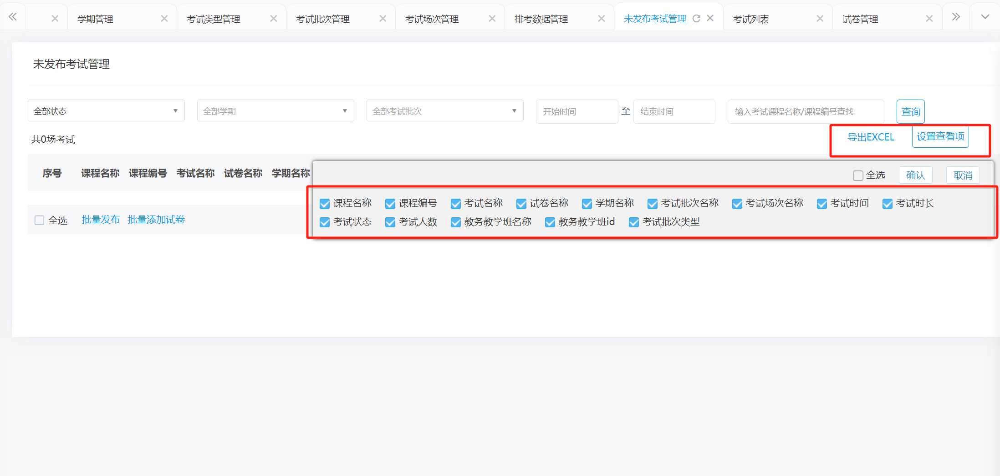 学期管理 考试类型管理 考试批次管理 考试场次管理 排考数据管理 未发布考试管理 考试列表 试卷管理
未发布考试管理
全部状态 全部学期 全部考试批次 开始时间 至 结束时间 输入考试课程名称/课程编号查找 查询
共0场考试 导出EXCEL 设置查看项
序号 课程名称 课程编号 考试名称 试卷名称 学期名称 全选 确认 取消
课程名称 课程编号 考试名称 试卷名称 学期名称 考试批次名称 考试场次名称 考试时间 考试时长
全选 批量发布 批量添加试卷 考试状态 考试人数 教务教学班名称 教务教学班id 考试批次类型